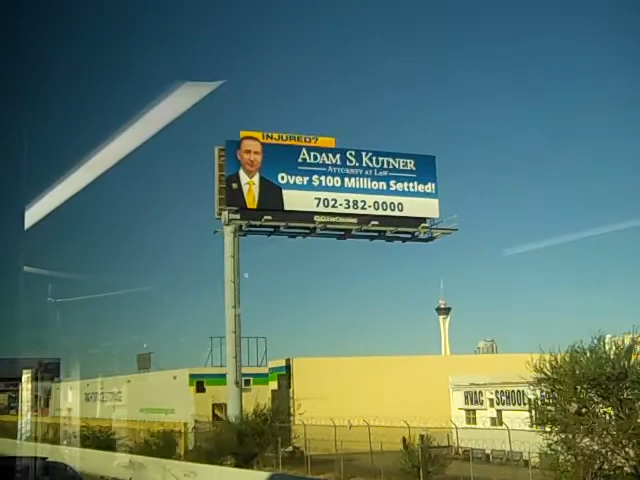 INJURED?
ADAM S. KUTNER
ATTORNEY AT LAW
Over $100 Million Settled!
702-382-0000
HVAC SCHOOL